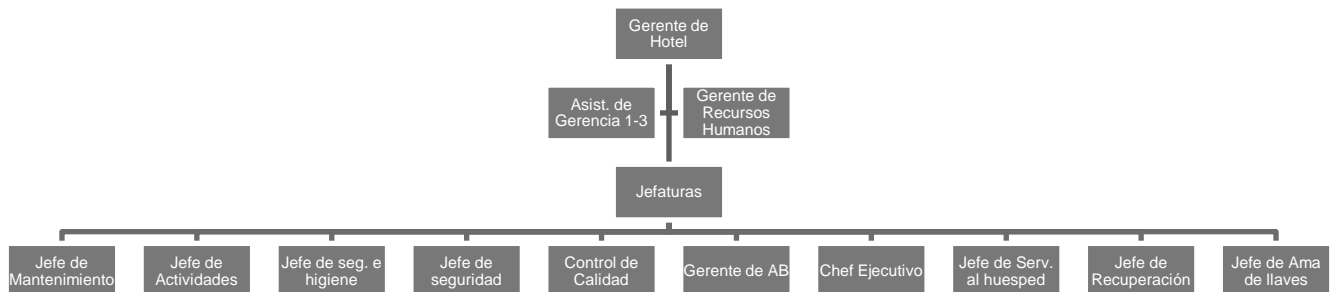 Gerente de
Hotel
Asist. de
Gerencia 1-3
Gerente de
Recursos
Humanos
Jefaturas
Jefe de
Mantenimiento
Jefe de
Actividades
Jefe de seg. e
higiene
Jefe de
seguridad
Control de
Calidad
Gerente de AB
Chef Ejecutivo
Jefe de Serv.
al huesped
Jefe de
Recuperación
Jefe de Ama
de llaves